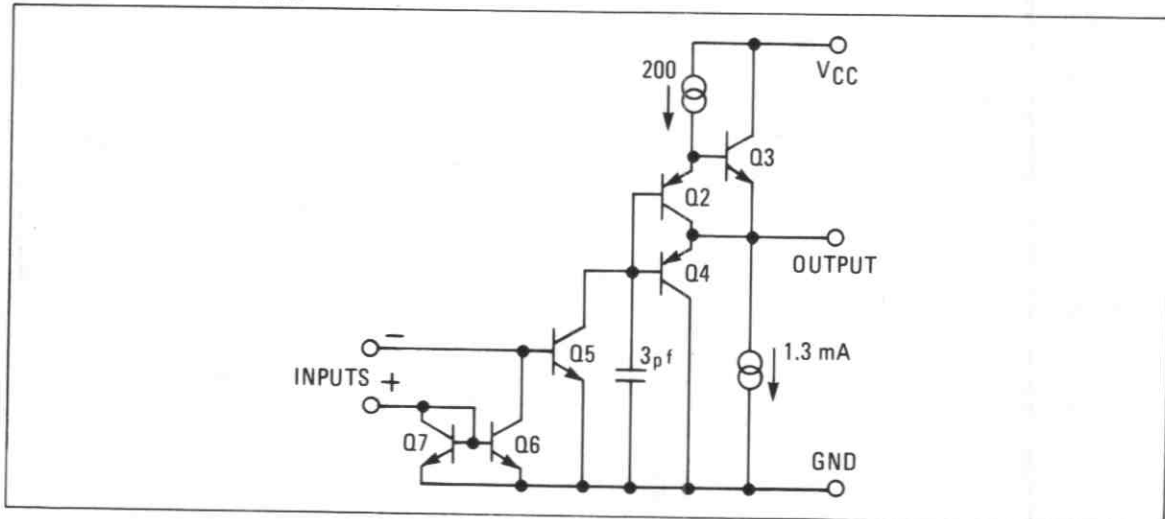 200
VCC
Q3
Q2
OUTPUT
Q4
−
Q5
3pf
1.3 mA
INPUTS +
Q7
Q6
GND